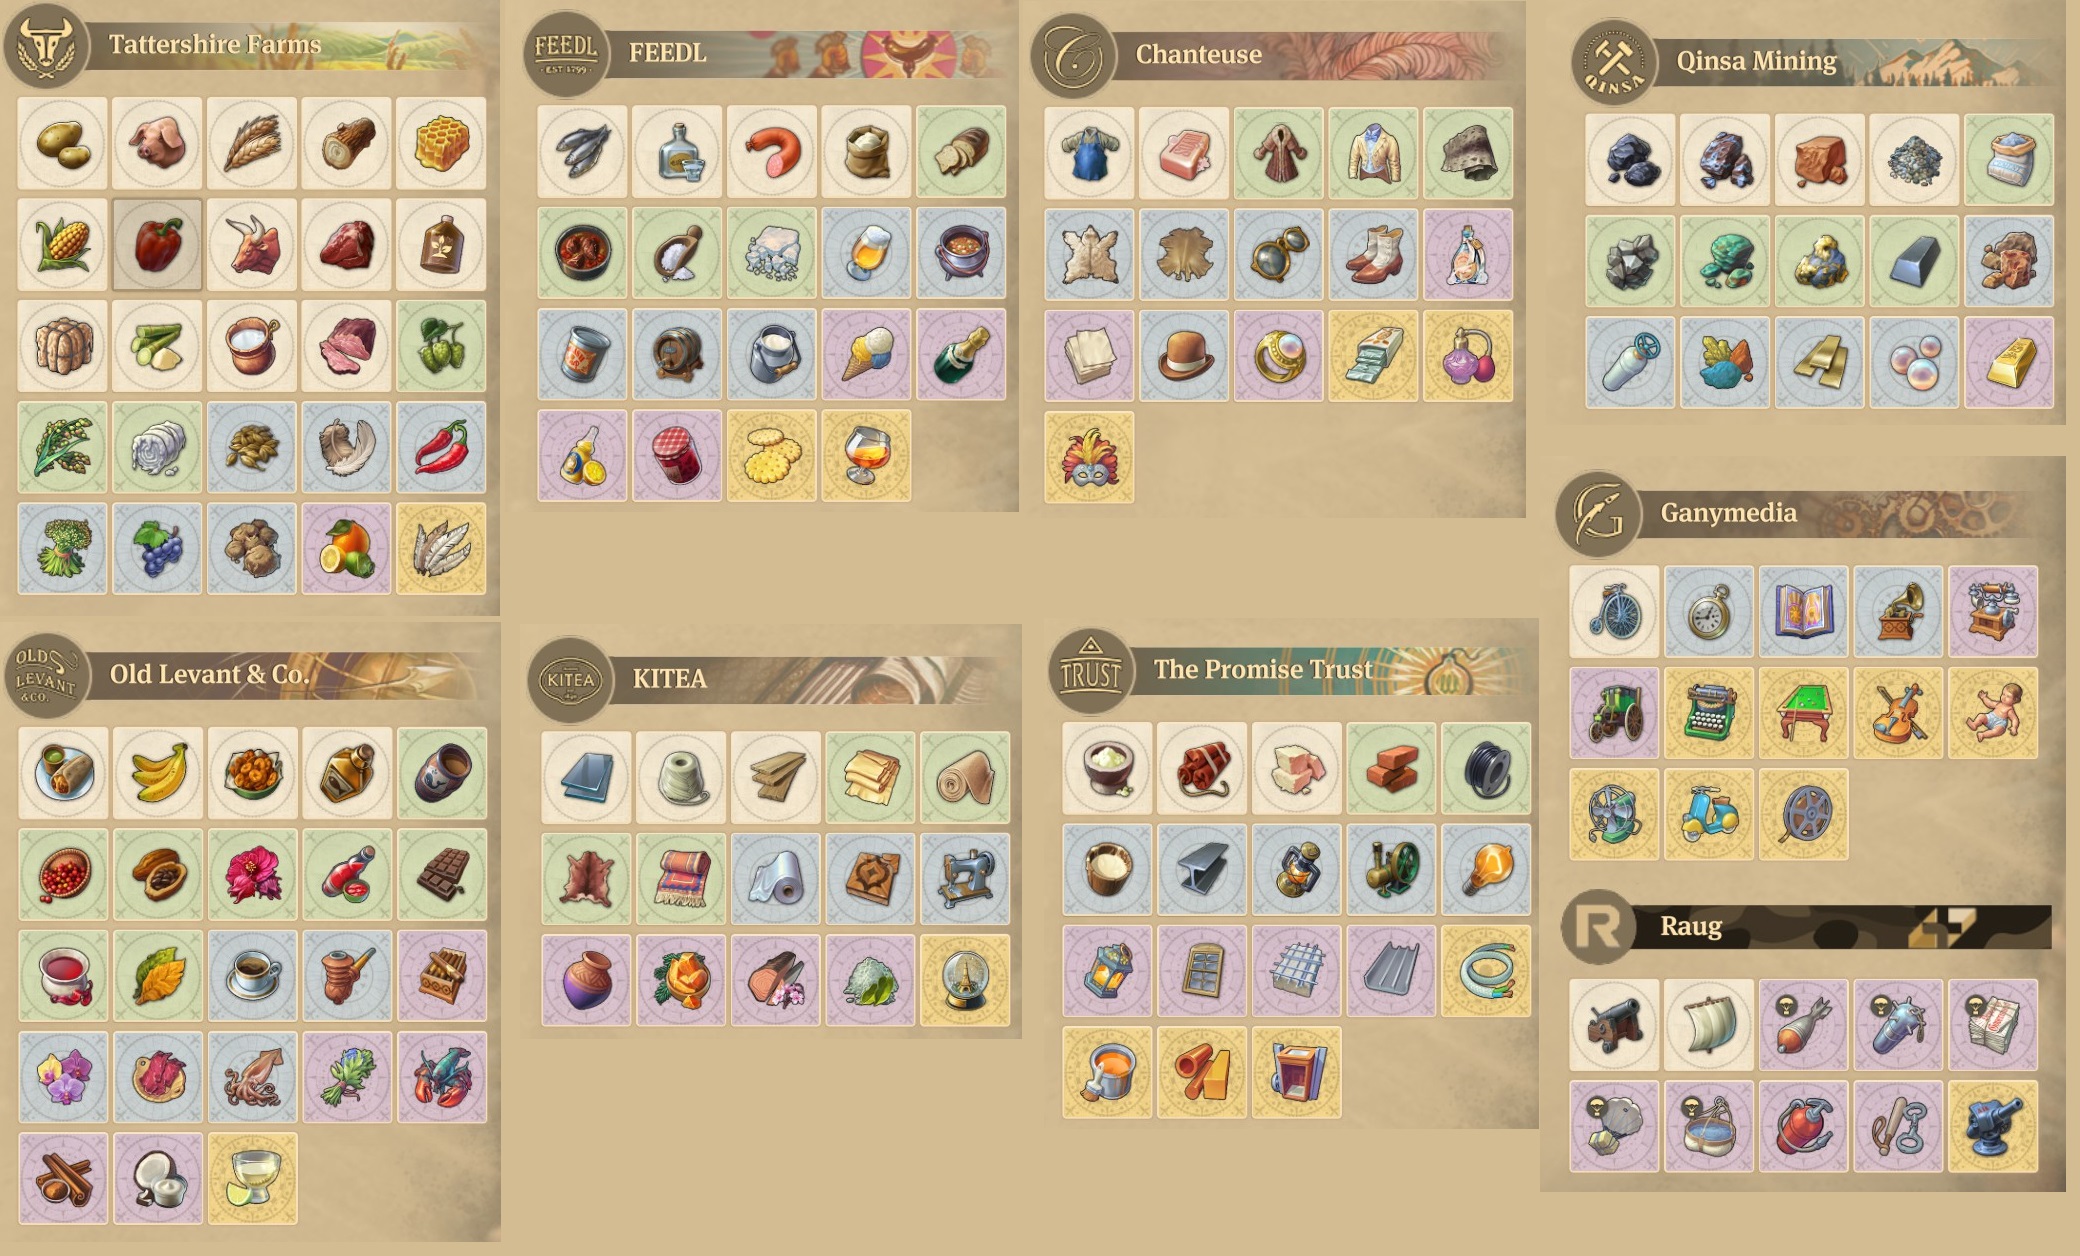 Tattershire Farms
FEEDL
EST 1799
FEEDL
Chanteuse
QINSA
Qinsa Mining
Ganymedia
OLD
LEVANT
&CO.
Old Levant & Co.
KITEA
KITEA
TRUST
The Promise Trust
R
Raug